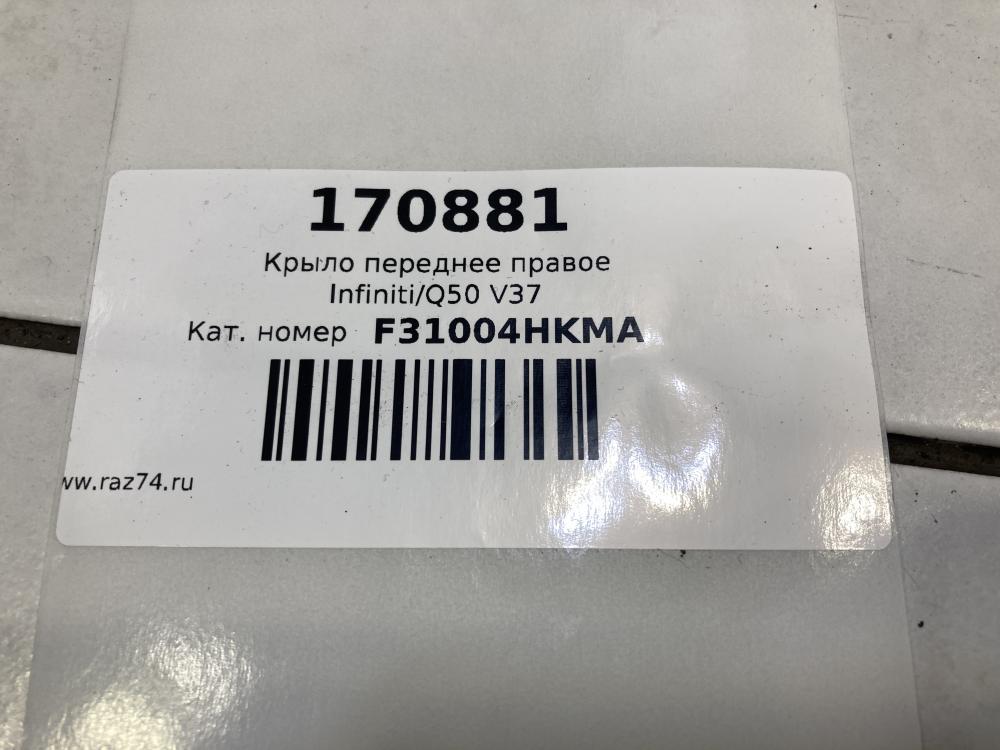 170881
Крыло переднее правое
Infiniti/Q50 V37
Кат. номер F31004HKMA
ww.raz74.ru